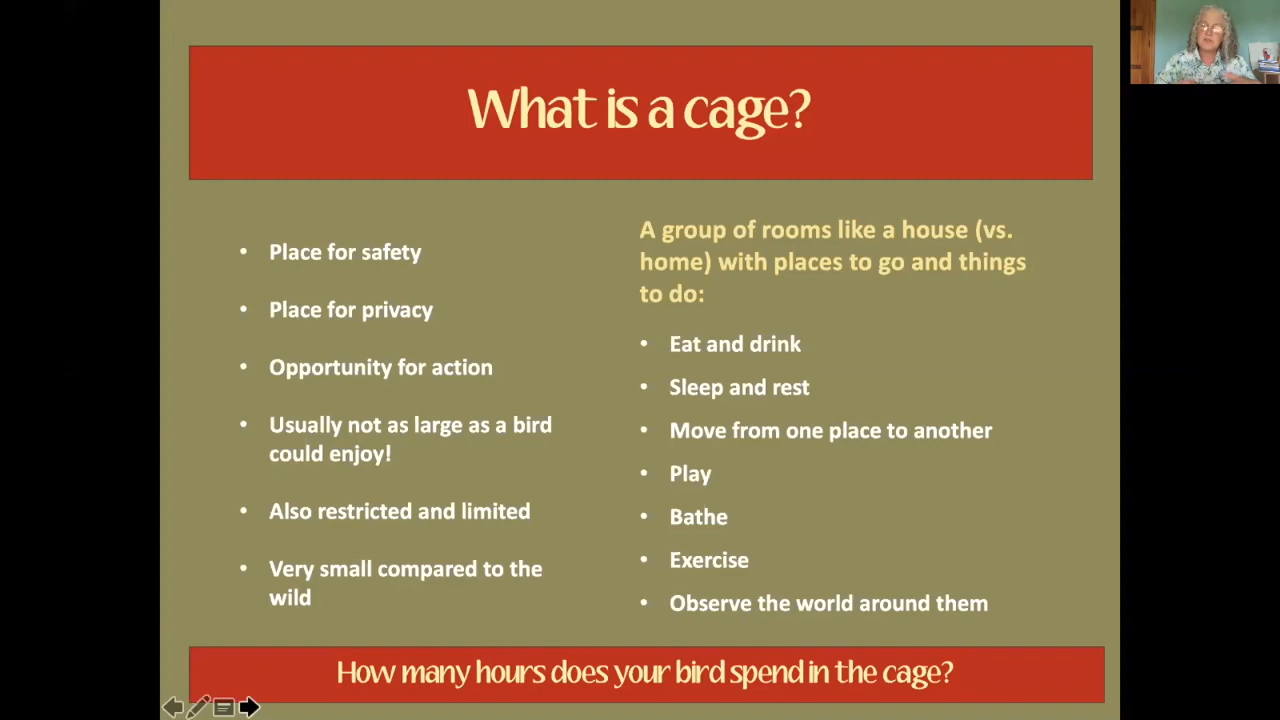 What is a cage?
• Place for safety
• Place for privacy
• Opportunity for action
• Usually not as large as a bird
could enjoy!
• Also restricted and limited
• Very small compared to the
wild
A group of rooms like a house (vs.
home) with places to go and things
to do:
• Eat and drink
• Sleep and rest
• Move from one place to another
• Play
• Bathe
• Exercise
• Observe the world around them
How many hours does your bird spend in the cage?